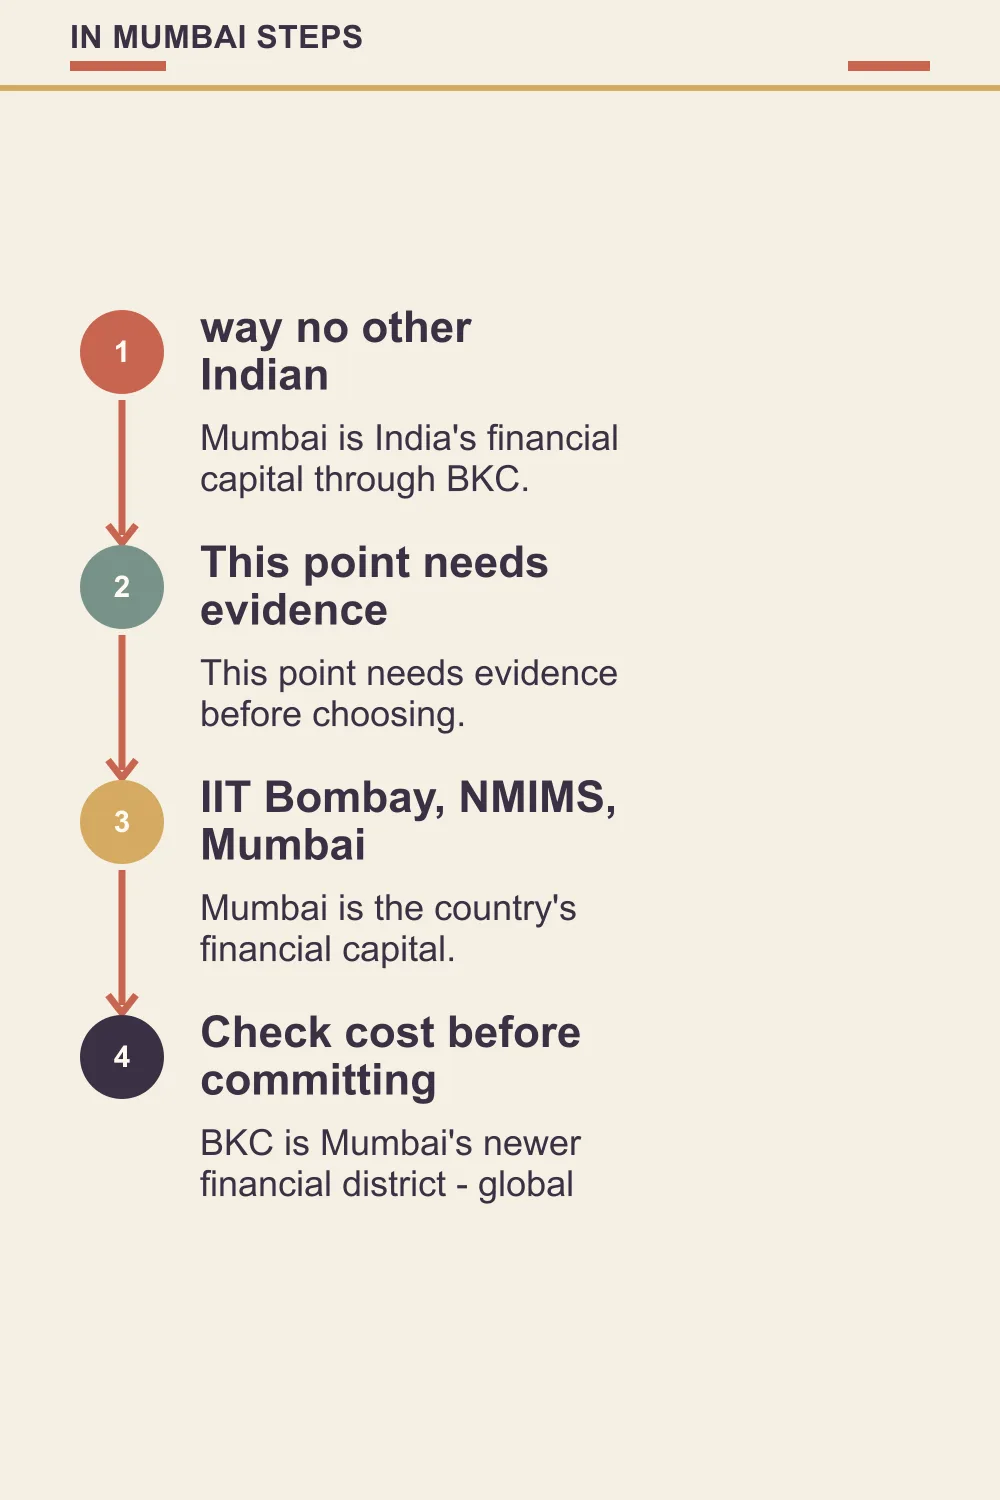 IN MUMBAI STEPS
1
way no other
Indian
Mumbai is India's financial
capital through BKC.
2
This point needs
evidence
This point needs evidence
before choosing.
3
IIT Bombay, NMIMS,
Mumbai
Mumbai is the country's
financial capital.
4
Check cost before
committing
BKC is Mumbai's newer
financial district - global